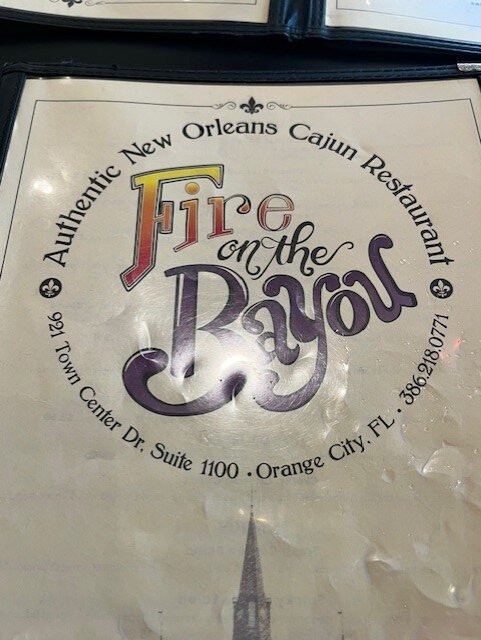 Authentic New Orleans Cajun Restaurant
Fire
on the
Bayou
921 Town Center Dr, Suite 1100 • Orange City, FL • 386.218.0771